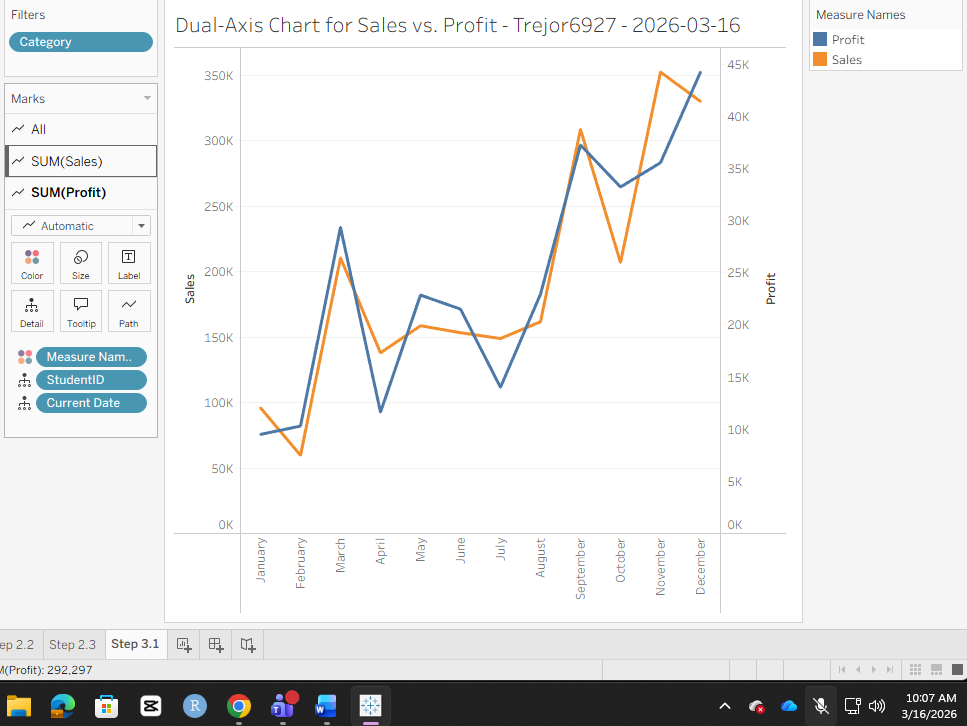 Filters
Category
Marks
All
SUM(Sales)
SUM(Profit)
Automatic
Color
Size
Label
Detail
Tooltip
Path
Measure Nam..
StudentID
Current Date
Dual-Axis Chart for Sales vs. Profit - Trejor6927 - 2026-03-16
350K
300K
250K
200K
150K
100K
50K
0K
Sales
45K
40K
35K
30K
25K
20K
15K
10K
5K
0K
Profit
January
February
March
April
May
June
July
August
September
October
November
December
Measure Names
Profit
Sales
ep 2.2
Step 2.3
Step 3.1
M(Profit): 292,297
R
T
W
10:07 AM
3/16/2026